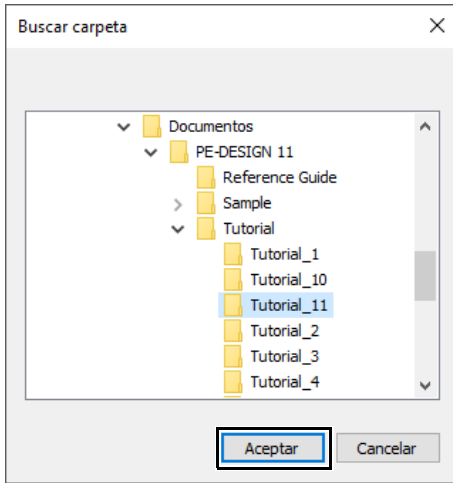 Buscar carpeta
Documentos
PE-DESIGN 11
Reference Guide
Sample
Tutorial
Tutorial_1
Tutorial_10
Tutorial_11
Tutorial_2
Tutorial_3
Tutorial_4
Aceptar Cancelar